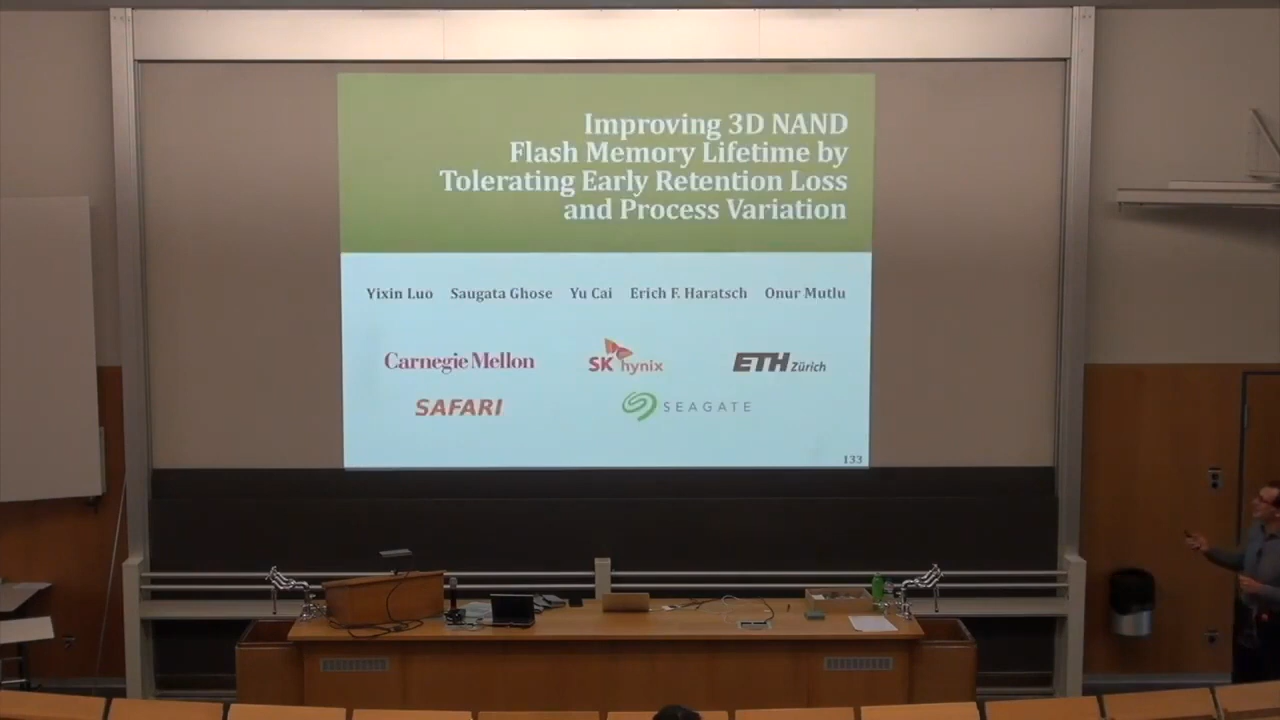 Improving 3D NAND
Flash Memory Lifetime by
Tolerating Early Retention Loss
and Process Variation
Yixin Luo Saugata Ghose Yu Cai Erich F. Haratsch Onur Mutlu
Carnegie Mellon SK hynix ETH Zürich
SAFARI SEAGATE
133